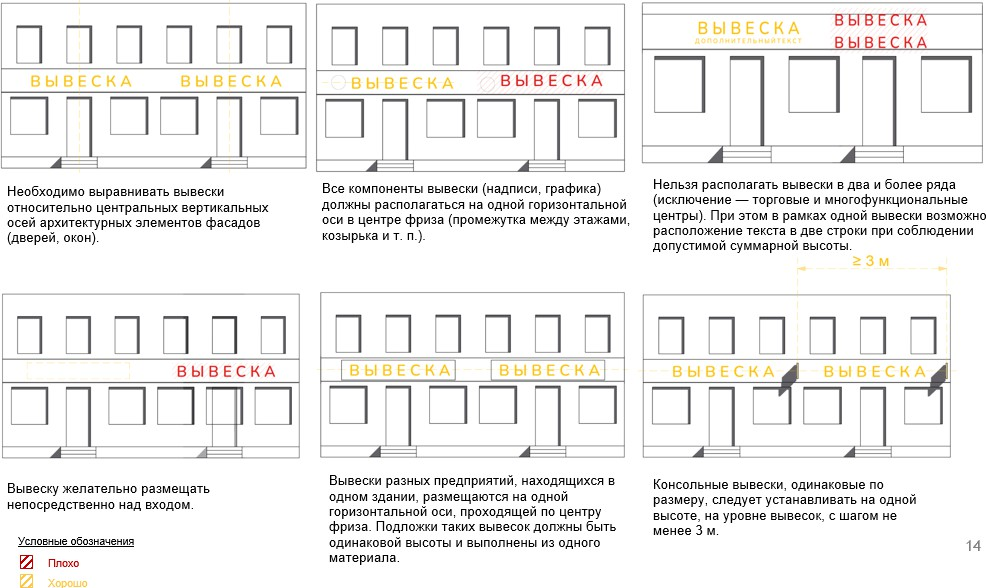 ВЫВЕСКА ВЫВЕСКА
Необходимо выравнивать вывески
относительно центральных вертикальных
осей архитектурных элементов фасадов
(дверей, окон).
ВЫВЕСКА ВЫВЕСКА
Все компоненты вывески (надписи, графика)
должны располагаться на одной горизонтальной
оси в центре фриза (промежутка между этажами,
козырька и т. п.).
ВЫВЕСКА
ДОПОЛНИТЕЛЬНЫЙТЕКСТ
ВЫВЕСКА
ВЫВЕСКА
Нельзя располагать вывески в два и более ряда
(исключение — торговые и многофункциональные
центры). При этом в рамках одной вывески возможно
расположение текста в две строки при соблюдении
допустимой суммарной высоты.
ВЫВЕСКА
Вывеску желательно размещать
непосредственно над входом.
ВЫВЕСКА ВЫВЕСКА
Вывески разных предприятий, находящихся в
одном здании, размещаются на одной
горизонтальной оси, проходящей по центру
фриза. Подложки таких вывесок должны быть
одинаковой высоты и выполнены из одного
материала.
≥ 3 м
ВЫВЕСКА ВЫВЕСКА
Консольные вывески, одинаковые по
размеру, следует устанавливать на одной
высоте, на уровне вывесок, с шагом не
менее 3 м.
Условные обозначения
Плохо
Хорошо
14